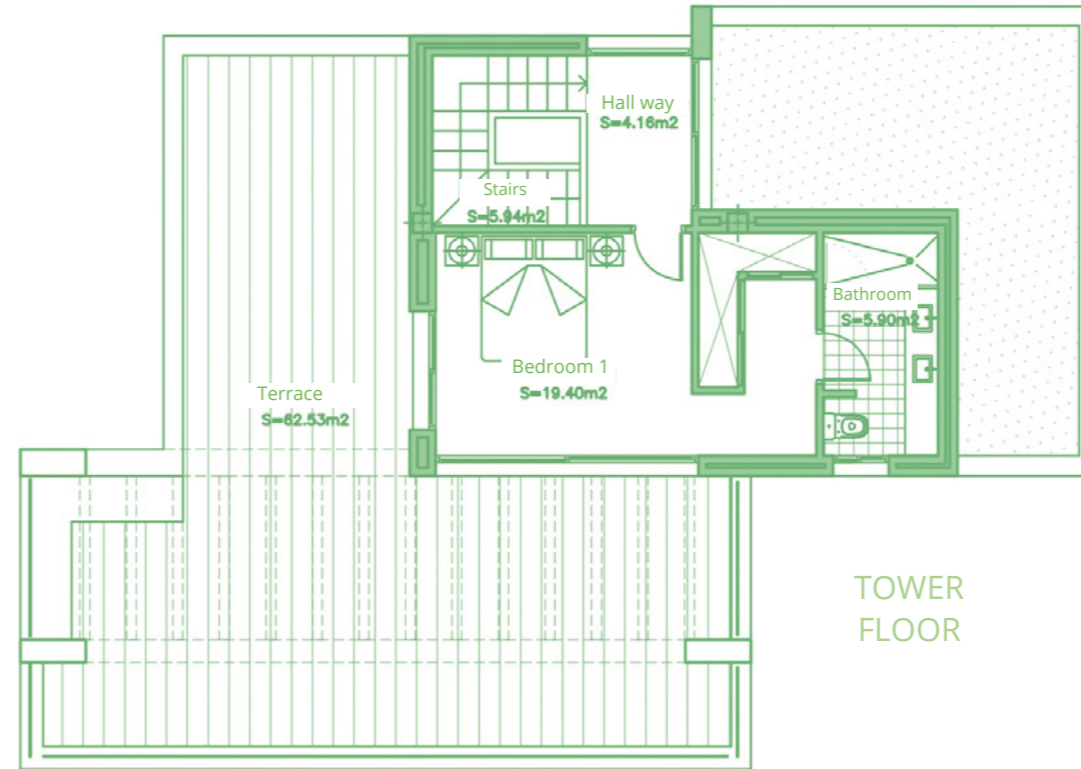 Hall way
S=4.16m2
Stairs
S=5.94m2
Bathroom
S=5.90m2
Bedroom 1
S=19.40m2
Terrace
S=62.53m2
TOWER
FLOOR